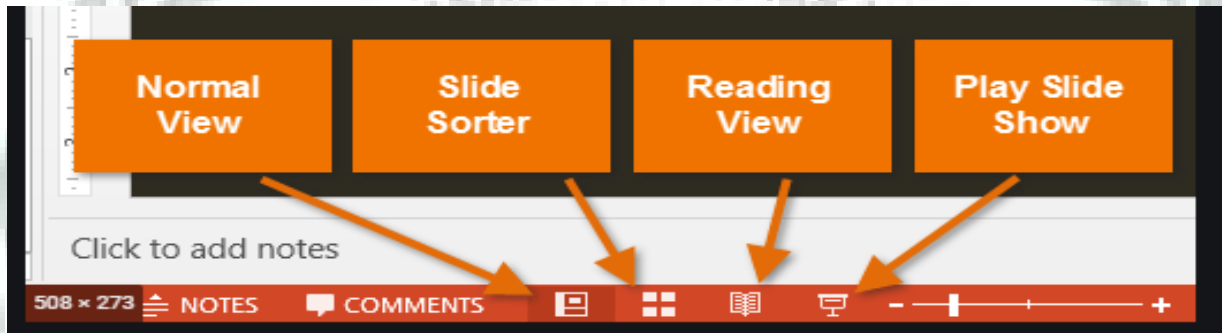 Normal
View
Slide
Sorter
Reading
View
Play Slide
Show
Click to add notes
508 × 273 NOTES COMMENTS - +